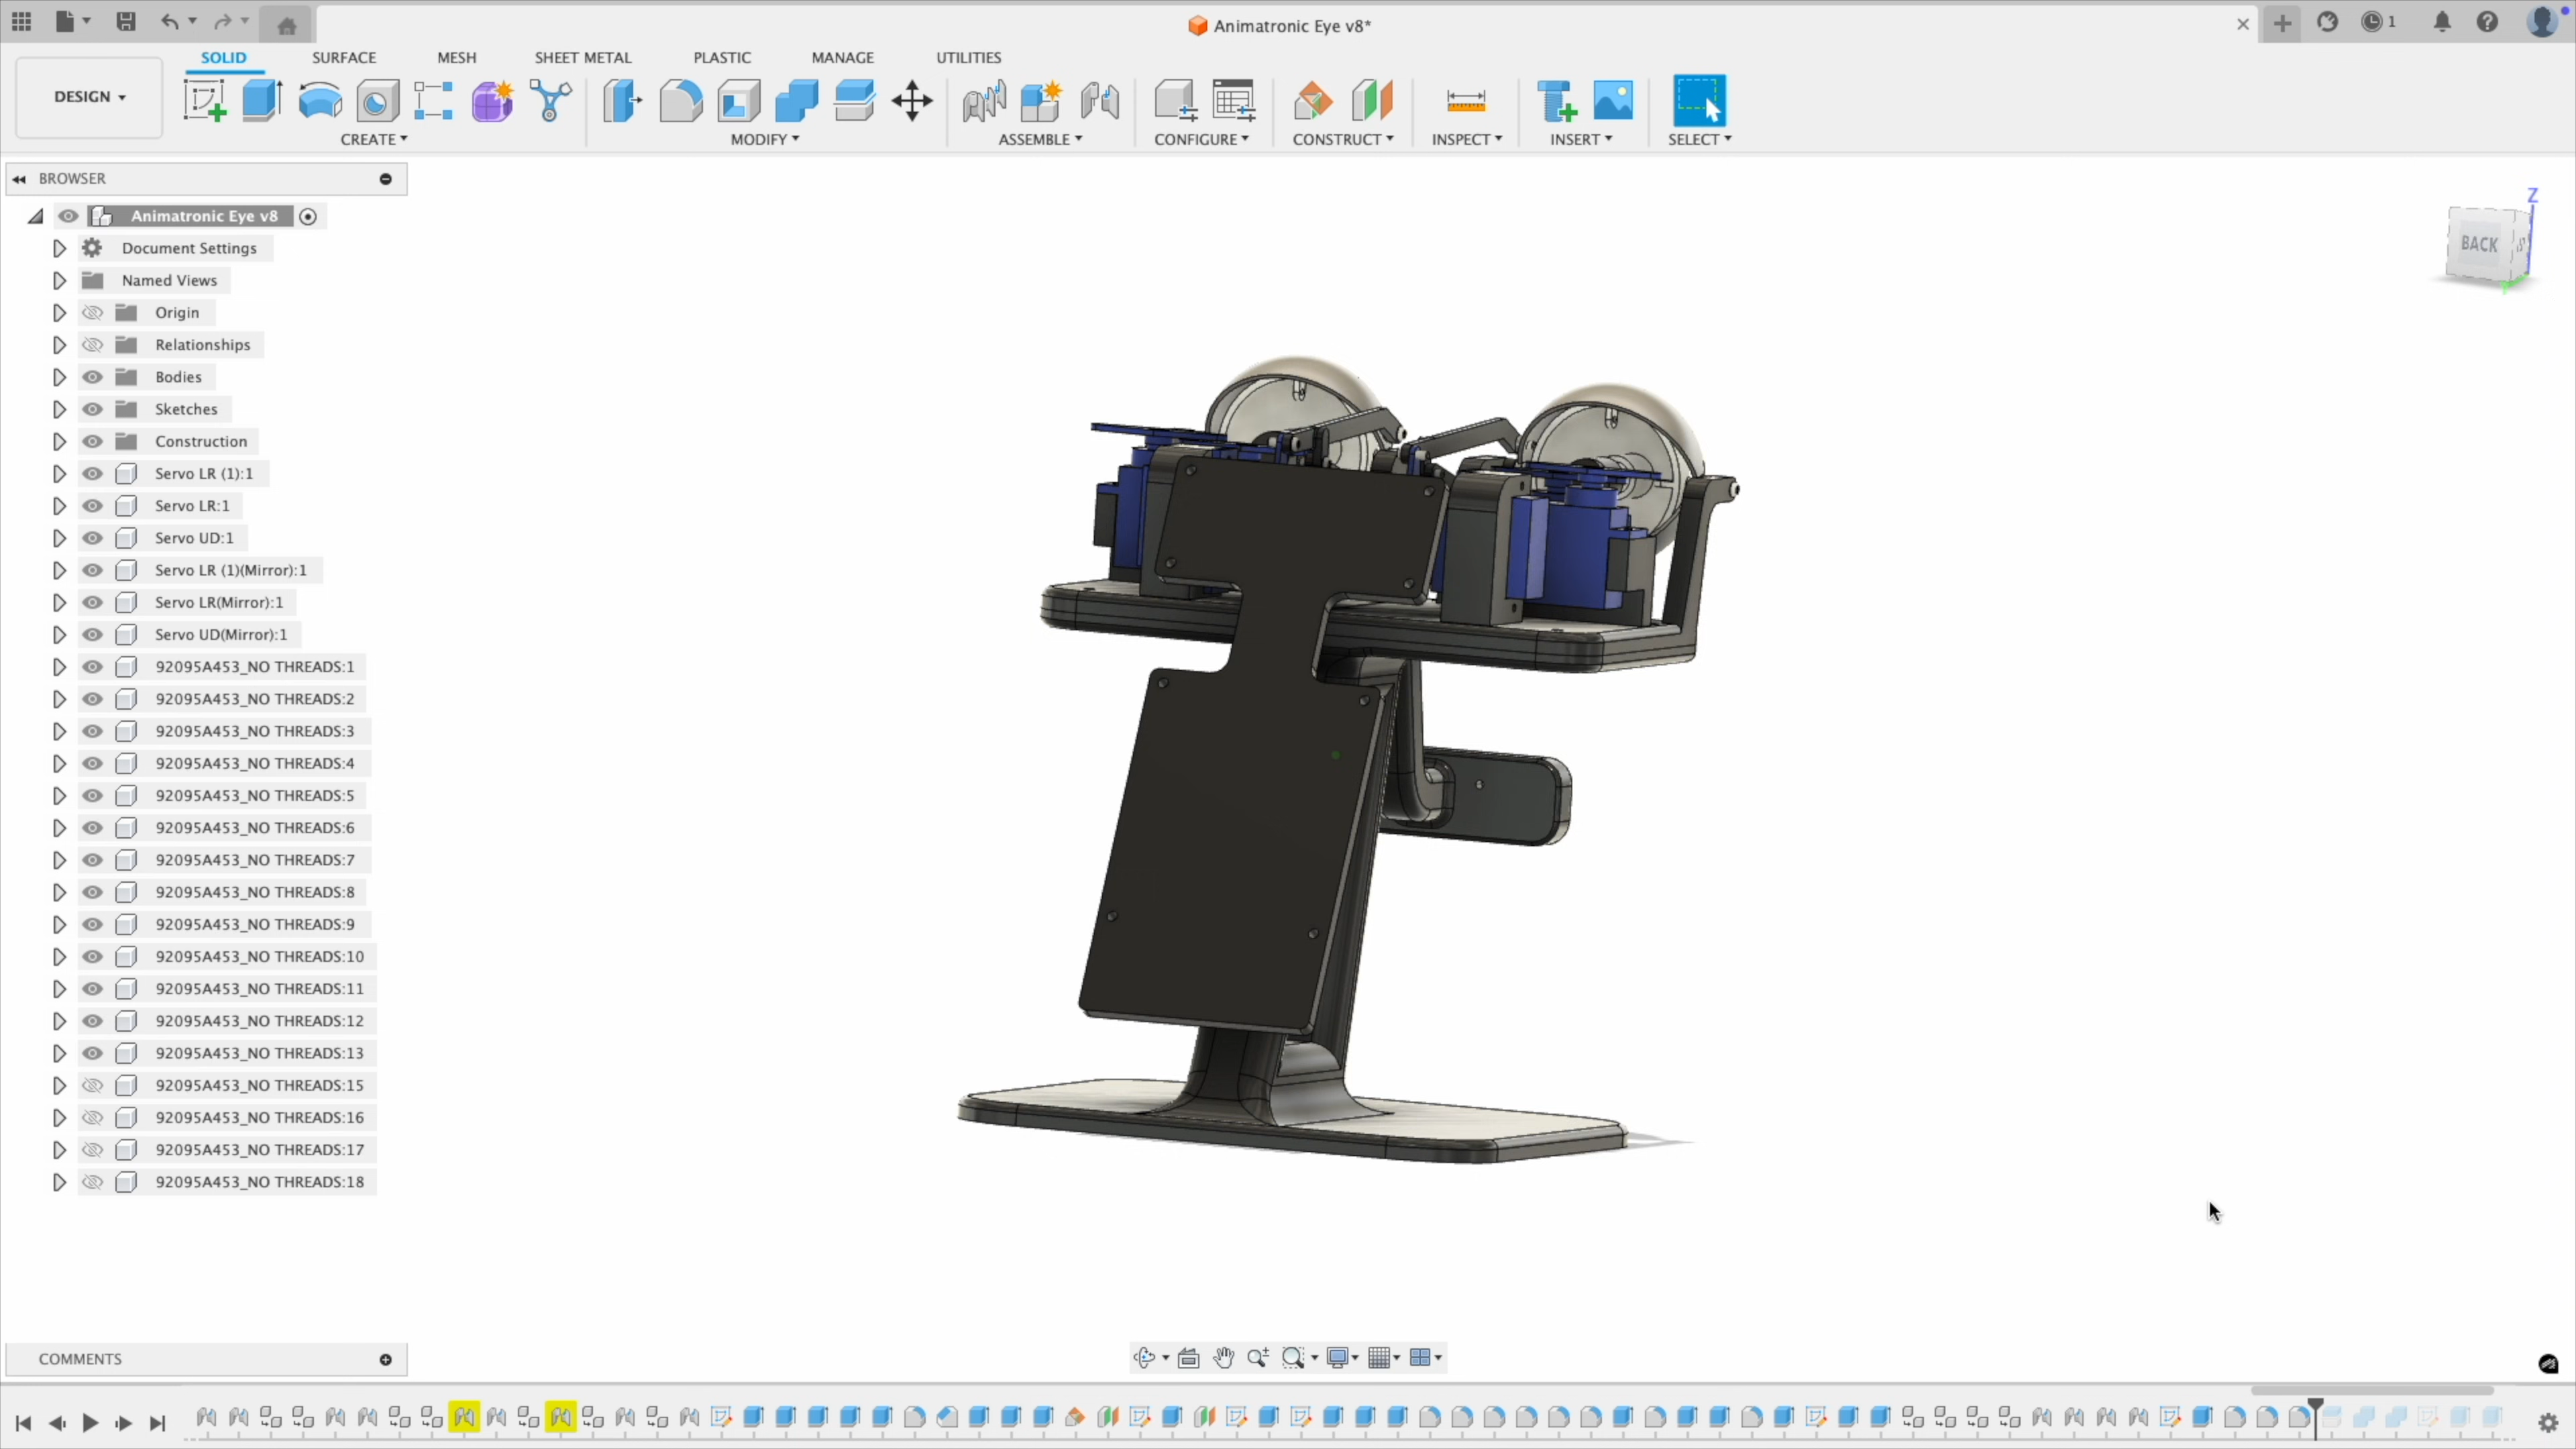 Animatronic Eye v8*
1
SOLID
SURFACE
MESH
SHEET METAL
PLASTIC
MANAGE
UTILITIES
DESIGN
CREATE
MODIFY
ASSEMBLE
CONFIGURE
CONSTRUCT
INSPECT
INSERT
SELECT
BROWSER
Animatronic Eye v8
Document Settings
Named Views
Origin
Relationships
Bodies
Sketches
Construction
Servo LR (1):1
Servo LR:1
Servo UD:1
Servo LR (1)(Mirror):1
Servo LR(Mirror):1
Servo UD(Mirror):1
92095A453_NO THREADS:1
92095A453_NO THREADS:2
92095A453_NO THREADS:3
92095A453_NO THREADS:4
92095A453_NO THREADS:5
92095A453_NO THREADS:6
92095A453_NO THREADS:7
92095A453_NO THREADS:8
92095A453_NO THREADS:9
92095A453_NO THREADS:10
92095A453_NO THREADS:11
92095A453_NO THREADS:12
92095A453_NO THREADS:13
92095A453_NO THREADS:15
92095A453_NO THREADS:16
92095A453_NO THREADS:17
92095A453_NO THREADS:18
Z
BACK
COMMENTS